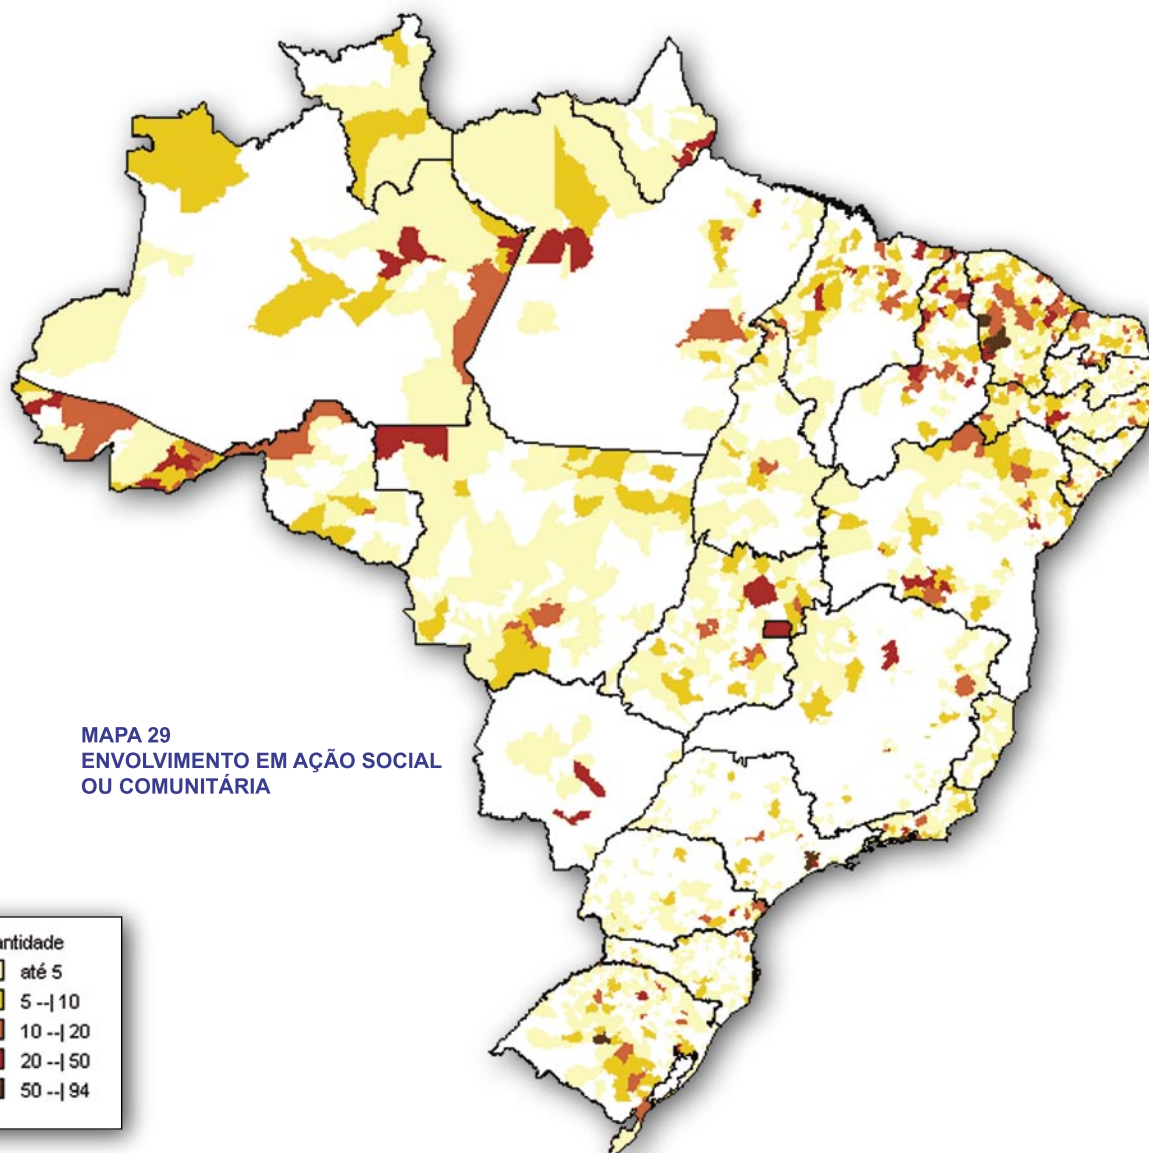 MAPA 29
ENVOLVIMENTO EM AÇÃO SOCIAL
OU COMUNITÁRIA
antidade
até 5
5 --| 10
10 --| 20
20 --| 50
50 --| 94